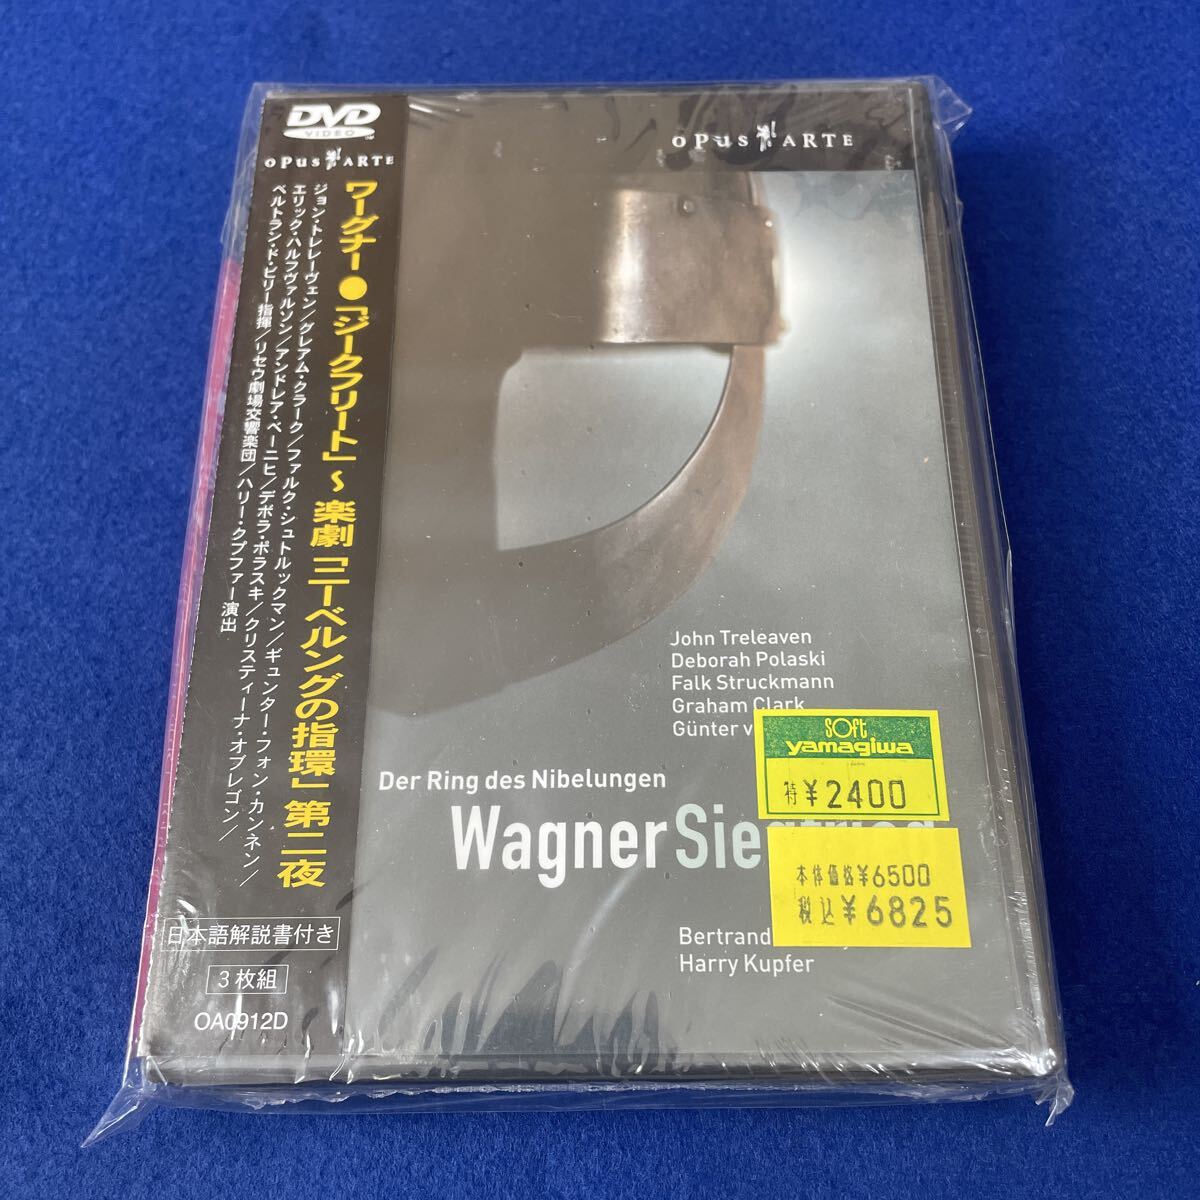 DVD
VIDEO
OPUS ARTE
ワーグナー●「ジークフリート」～楽劇「ニーベルングの指環」第二夜
ジョン・トレレーヴェン／グレアム・クラーク／ファルク・シュトルックマン／ギュンター・フォン・カンネン／
エリック・ハルフヴァルソン／アンドレア・ベーニヒ／デボラ・ポラスキ／クリスティーナ・オブレゴン／
ベルトラン・ド・ビリー指揮／リセウ劇場交響楽団／ハリー・クプファー演出
日本語解説書付き
3枚組
OA0912D
OPUS ARTE
John Treleaven
Deborah Polaski
Falk Struckmann
Graham Clark
Günter v
Der Ring des Nibelungen
Wagner Siegfried
Bertrand
Harry Kupfer
soft
yamagiwa
特¥2400
本体価格¥6500
税込¥6825